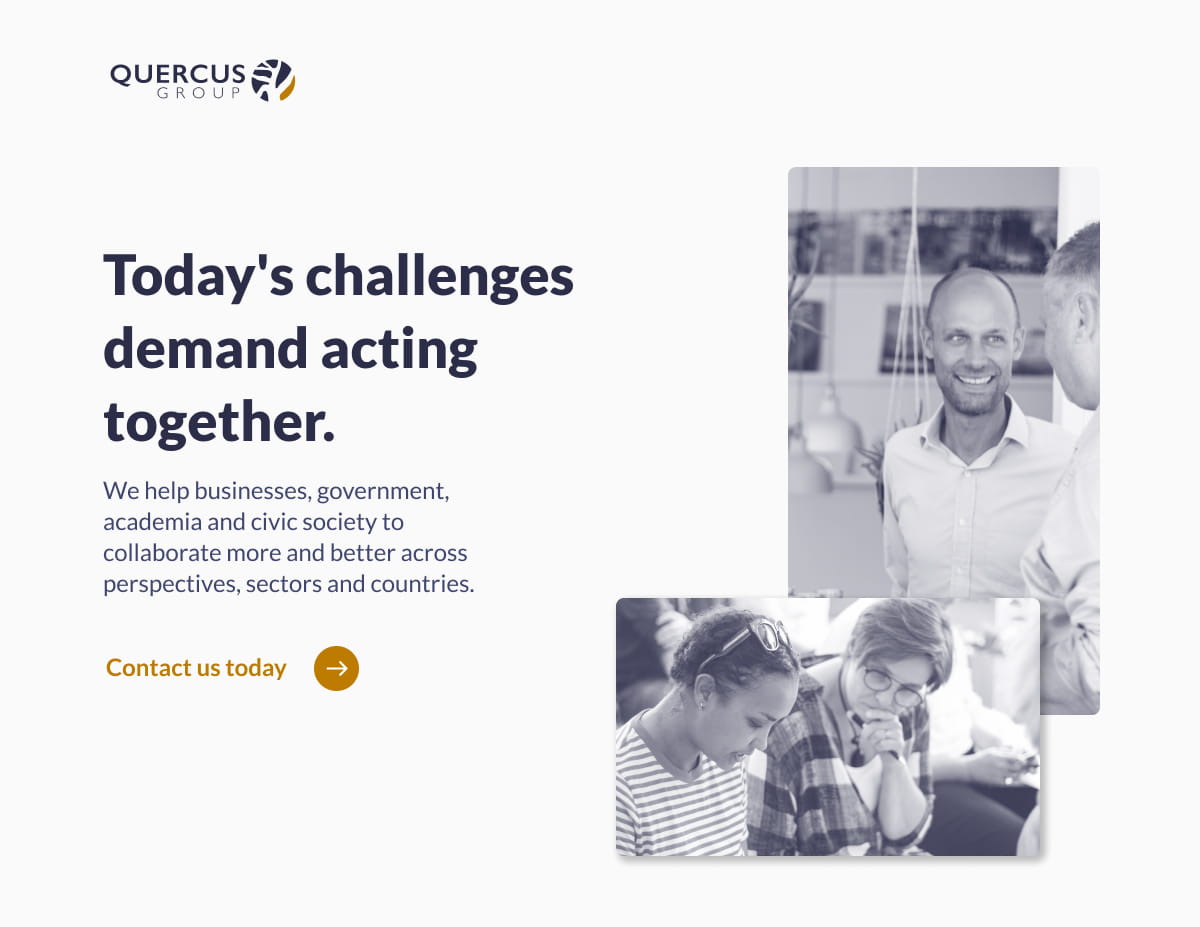 QUERCUS
GROUP
Today's challenges
demand acting
together.
We help businesses, government,
academia and civic society to
collaborate more and better across
perspectives, sectors and countries.
Contact us today